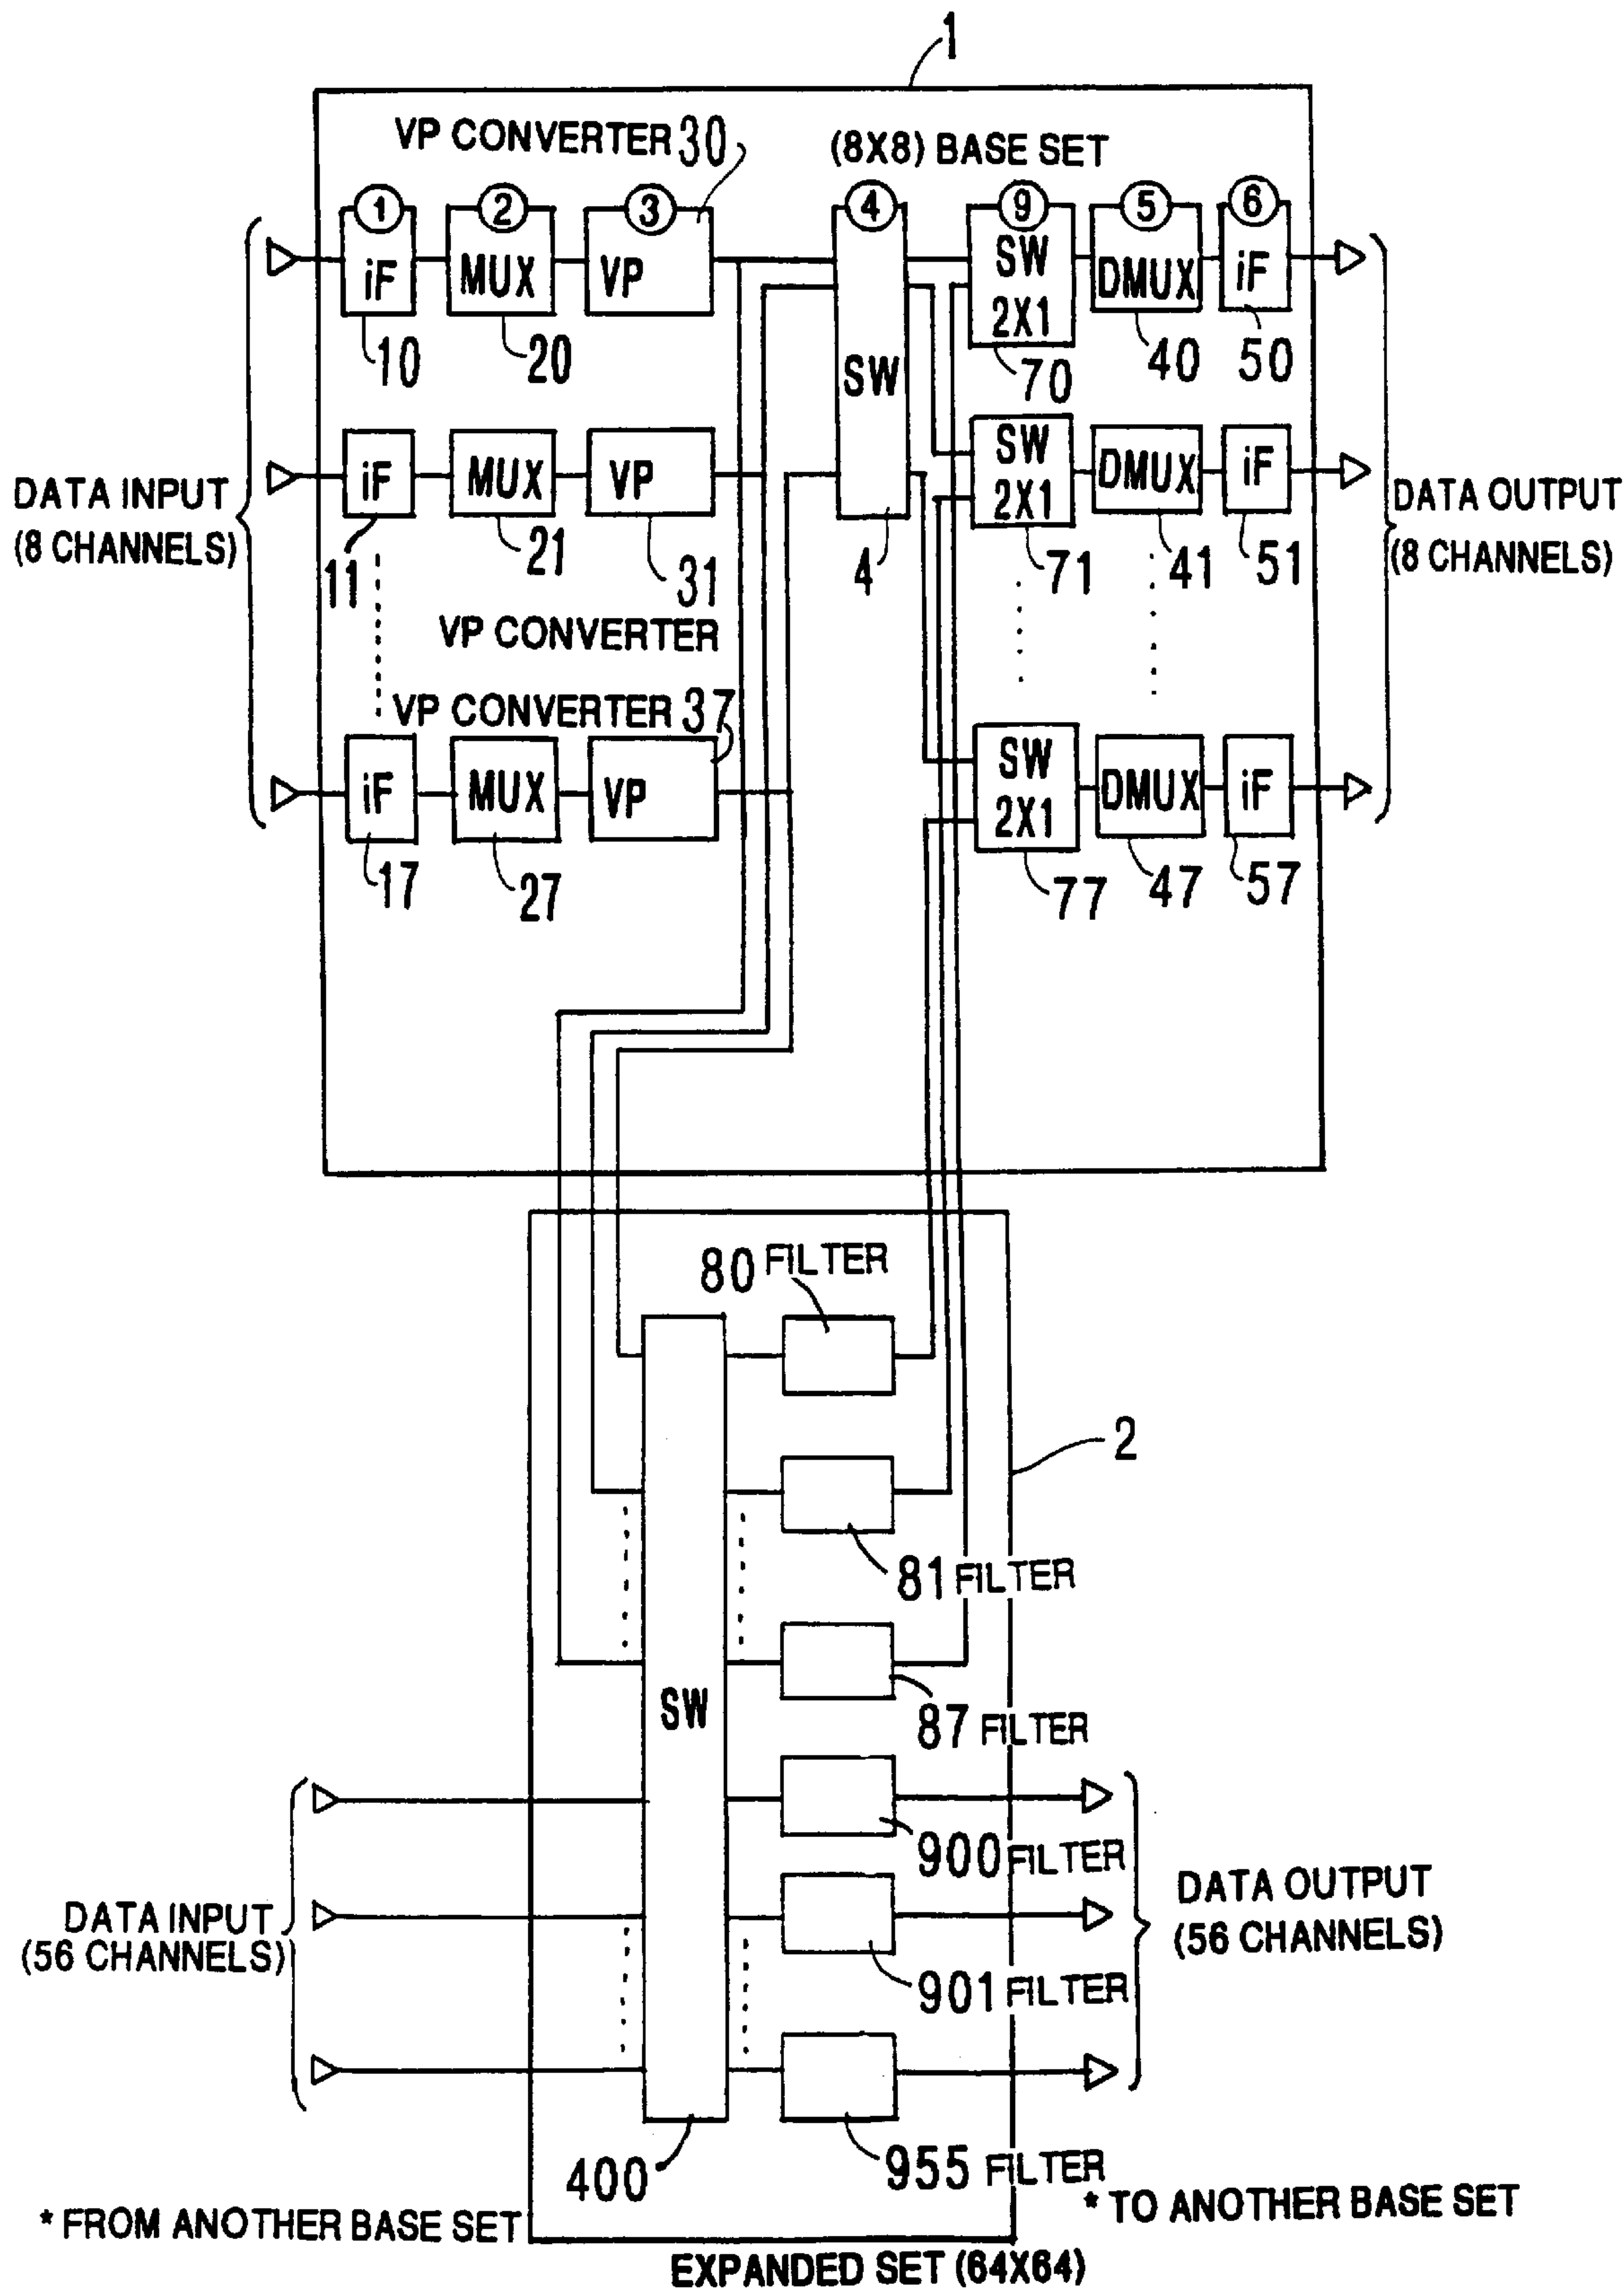 1
VP CONVERTER 30
(8X8) BASE SET
① ② ③ ④ ⑨ ⑤ ⑥
iF MUX VP SW SW 2X1 DMUX iF
10 20 70 40 50
DATA INPUT
(8 CHANNELS)
iF MUX VP SW 2X1 DMUX iF
11 21 31 4 71 41 51
DATA OUTPUT
(8 CHANNELS)
VP CONVERTER
VP CONVERTER 37
iF MUX VP SW 2X1 DMUX iF
17 27 77 47 57
80 FILTER
2
81 FILTER
SW
87 FILTER
900 FILTER
DATA INPUT
(56 CHANNELS)
DATA OUTPUT
(56 CHANNELS)
901 FILTER
400
955 FILTER
* FROM ANOTHER BASE SET
* TO ANOTHER BASE SET
EXPANDED SET (64X64)